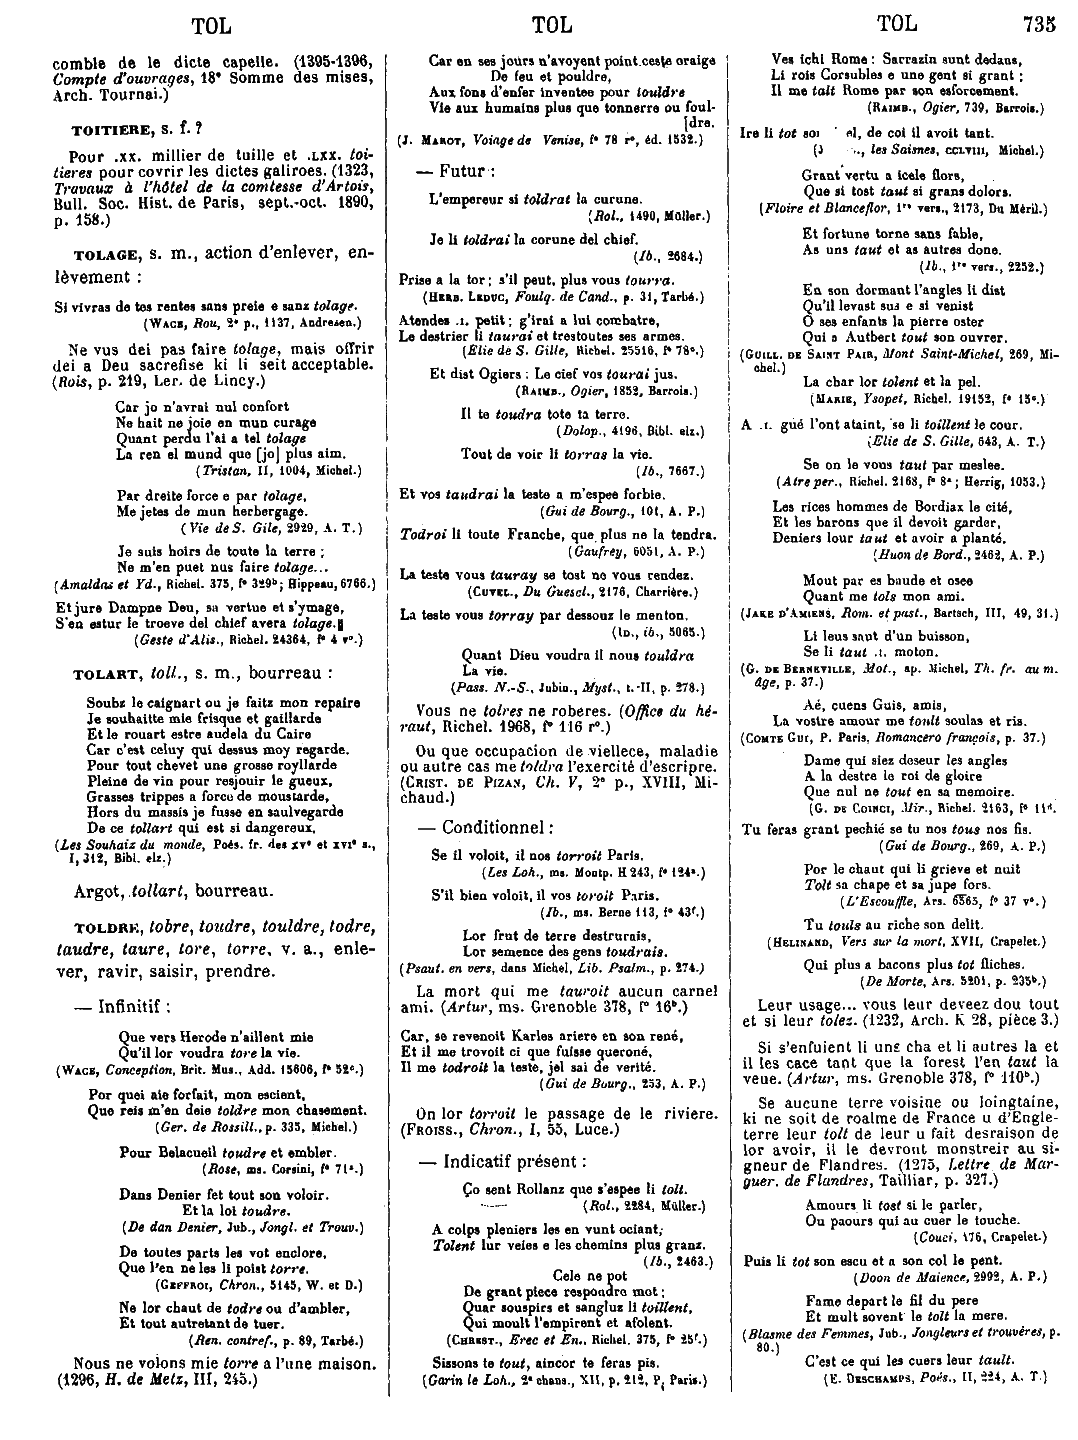 TOL
TOL
TOL 735
comble de le dicte capelle. (1395-1396,
Compte d'ouvrages, 18e Somme des mises,
Arch. Tournai.)
TOITIERE, s. f. ?
Pour .xx. millier de tuille et .LXX. toi-
tieres pour covrir les dictes galiroes. (1323,
Travaux à l'hôtel de la comtesse d'Artois,
Bull. Soc. Hist. de Paris, sept.-oct. 1890,
p. 158.)
TOLAGE, s. m., action d'enlever, en-
lèvement :
Si vivras de tes rentes sans preie e sanz tolage.
(WACE, Rou, 2e p., 1137, Andresen.)
Ne vus dei pas faire tolage, mais offrir
dei a Deu sacrefise ki li seit acceptable.
(Rois, p. 219, Ler. de Lincy.)
Car jo n'avrai nul confort
Ne hait ne joie en mun curage
Quant perdu l'ai a tel tolage
La ren el mund que [jo] plus aim.
(Tristan, II, 1004, Michel.)
Par dreite force e par tolage,
Me jetes de mun herbergage.
(Vie de S. Gile, 2929, A. T.)
Je suis hoirs de toute la terre ;
Ne m'en puet nus faire tolage...
(Amaldas et Yd., Richel. 375, f° 329b; Hippeau, 6766.)
Et jure Dampne Deu, sa vertue et s'ymage,
S'en estur le troeve del chief avera tolage.
(Geste d'Alis., Richel. 24364, f° 4 v°.)
TOLART, toll., s. m., bourreau :
Soubz le caignart ou je faitz mon repaire
Je souhaitte mie frisque et gaillarde
Et le rouart estre audela du Caire
Car c'est celuy qui dessus moy regarde.
Pour tout chevet une grosse royllarde
Pleine de vin pour resjouir le gueux,
Grasses trippes a force de moustarde,
Hors du massis je fusse en saulvegarde
De ce tollart qui est si dangereux.
(Les Souhaiz du monde, Poés. fr. des XVe et XVIe s.,
I, 312, Bibl. elz.)
Argot, tollart, bourreau.
TOLDRE, tobre, toudre, touldre, todre,
taudre, taure, tore, torre, v. a., enle-
ver, ravir, saisir, prendre.
— Infinitif :
Que vers Herode n'aillent mie
Qu'il lor voudra tore la vie.
(WACE, Conception, Brit. Mus., Add. 15606, f° 52c.)
Por quei aie forfait, mon escient,
Que reis m'en deie toldre mon chasement.
(Ger. de Rossill., p. 335, Michel.)
Pour Belacueil toudre et embler.
(Rose, ms. Corsini, f° 71a.)
Dans Denier fet tout son voloir.
Et la loi toudre.
(De dan Denier, Jub., Jongl. et Trouv.)
De toutes parts les vot enclore,
Que l'en ne les li poist torre.
(GEFFROI, Chron., 5145, W. et D.)
Ne lor chaut de todre ou d'ambler,
Et tout autretant de tuer.
(Ren. contref., p. 89, Tarbé.)
Nous ne voions mie torre a l'une maison.
(1296, H. de Metz, III, 245.)
Car en ses jours n'avoyent point ceste oraige
De feu et pouldre,
Aux fons d'enfer inventee pour touldre
Vie aux humains plus que tonnerre ou foul-
[dre.
(J. MAROT, Voiage de Venise, f° 78 r°, éd. 1532.)
— Futur :
L'empereur si toldrat la curune.
(Rol., 1490, Müller.)
Je li toldrai la corune del chief.
(Ib., 2684.)
Prise a la tor ; s'il peut, plus vous tourra.
(HERB. LEDUC, Foulq. de Cand., p. 31, Tarbé.)
Atendes .I. petit ; g'irai a lui combatre,
Le destrier li taurai et trestoutes ses armes.
(Elie de S. Gille, Richel. 25516, f° 78c.)
Et dist Ogiers : Le cief vos tourai jus.
(RAIMB., Ogier, 1852, Barrois.)
Il te toudra tote ta terre.
(Dolop., 4196, Bibl. elz.)
Tout de voir li torras la vie.
(Ib., 7667.)
Et vos taudrai la teste a m'espee forbie.
(Gui de Bourg., 101, A. P.)
Todroi li toute Franche, que plus ne la tendra.
(Gaufrey, 6051, A. P.)
La teste vous tauray se tost ne vous rendez.
(CUVEL., Du Guescl., 2176, Charrière.)
La teste vous torray par dessouz le menton.
(ID., ib., 5065.)
Quant Dieu voudra il nous touldra
La vie.
(Pass. N.-S., Jubin., Myst., t. II, p. 278.)
Vous ne tolres ne roberes. (Office du hé-
raut, Richel. 1968, f° 116 r°.)
Ou que occupacion de viellece, maladie
ou autre cas me toldra l'exercité d'escripre.
(CRIST. DE PIZAN, Ch. V, 2e p., XVIII, Mi-
chaud.)
— Conditionnel :
Se il voloit, il nos torroit Paris.
(Les Loh., ms. Montp. H 243, f° 124a.)
S'il bien voloit, il vos toroit Paris.
(Ib., ms. Berne 113, f° 43f.)
Lor frut de terre destrurais,
Lor semence des gens toudrais.
(Psaut. en vers, dans Michel, Lib. Psalm., p. 274.)
La mort qui me tauroit aucun carnel
ami. (Artur, ms. Grenoble 378, f° 16b.)
Car, se revenoit Karles ariere en son rené,
Et il me trovoit ci que fuisse queroné,
Il me todroit la teste, jel sai de verité.
(Gui de Bourg., 253, A. P.)
On lor torroit le passage de le riviere.
(FROISS., Chron., I, 55, Luce.)
— Indicatif présent :
Ço sent Rollanz que s'espee li tolt.
(Rol., 2284, Müller.)
A colps pleniers les en vunt ociant,
Tolent lur veies e les chemins plus granz.
(Ib., 2463.)
Cele ne pot
De grant piece respondre mot ;
Quar souspirs et sangluz li toillent,
Qui moult l'empirent et afolent.
(CHREST., Erec et En., Richel. 375, f° 25f.)
Sissons te tout, aincor te feras pis.
(Garin le Loh., 2e chans., XII, p. 212, P. Paris.)
Ves ichi Rome : Sarrazin sunt dedans,
Li rois Corsubles e une gent si grant ;
Il me talt Rome par son esforcement.
(RAIMB., Ogier, 739, Barrois.)
Ire li tot el, de coi il avoit tant.
(J les Saisnes, CCLVIII, Michel.)
Grant vertu a icele flors,
Que si tost taut si grans dolors.
(Floire et Blanceflor, 1re vers., 2173, Du Méril.)
Et fortune torne sans fable,
As uns taut et as autres done.
(Ib., 1re vers., 2252.)
En son dormant l'angles li dist
Qu'il levast sus e si venist
O ses enfants la pierre oster
Qui a Autbert tout son ouvrer.
(GUILL. DE SAINT PAIR, Mont Saint-Michel, 269, Mi-
chel.)
La char lor tolent et la pel.
(MARIE, Ysopet, Richel. 19152, f° 15c.)
A .I. gué l'ont ataint, se li toillent le cour.
(Elie de S. Gille, 643, A. T.)
Se on le vous taut par meslee.
(Atre per., Richel. 2168, f° 8a ; Herrig, 1053.)
Les rices hommes de Bordiax le cité,
Et les barons que il devoit garder,
Deniers lour taut et avoir a planté.
(Huon de Bord., 2462, A. P.)
Mout par es baude et osee
Quant me tols mon ami.
(JAKE D'AMIENS, Rom. et past., Bartsch, III, 49, 31.)
Li leus saut d'un buisson,
Se li taut .I. moton.
(G. DE BERNEVILLE, Mot., ap. Michel, Th. fr. au m.
âge, p. 37.)
Aé, cuens Guis, amis,
La vostre amour me toult soulas et ris.
(COMTE GUI, P. Paris, Romancero françois, p. 37.)
Dame qui siez deseur les angles
A la destre le roi de gloire
Que nul ne tout en sa memoire.
(G. DE COINCI, Mir., Richel. 2163, f° 11d.
Tu feras grant pechié se tu nos tous nos fis.
(Gui de Bourg., 269, A. P.)
Por le chaut qui li grieve et nuit
Tolt sa chape et sa jupe fors.
(L'Escouffle, Ars. 6565, f° 37 v°.)
Tu touls au riche son delit.
(HELINAND, Vers sur la mort, XVII, Crapelet.)
Qui plus a bacons plus tot fliches.
(De Morte, Ars. 5201, p. 235b.)
Leur usage... vous leur deveez dou tout
et si leur tolez. (1232, Arch. K 28, pièce 3.)
Si s'enfuient li uns cha et li autres la et
il les cace tant que la forest l'en taut la
veue. (Artur, ms. Grenoble 378, f° 110b.)
Se aucune terre voisine ou loingtaine,
ki ne soit de roalme de France u d'Engle-
terre leur tolt de leur u fait desraison de
lor avoir, il le devront monstreir au si-
gneur de Flandres. (1275, Lettre de Mar-
guer. de Flandres, Tailliar, p. 327.)
Amours li tost si le parler,
Ou paours qui au cuer le touche.
(Couci, 176, Crapelet.)
Puis li tot son escu et a son col le pent.
(Doon de Maience, 2992, A. P.)
Fame depart le fil du pere
Et mult sovent le tolt la mere.
(Blasme des Femmes, Jub., Jongleurs et trouvères, p.
80.)
C'est ce qui les cuers leur tault.
(E. DESCHAMPS, Poés., II, 224, A. T.)